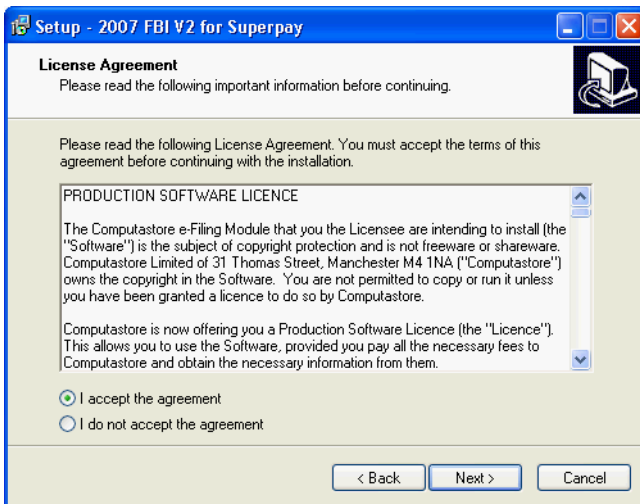 Setup - 2007 FBI V2 for Superpay
License Agreement
Please read the following important information before continuing.
Please read the following License Agreement. You must accept the terms of this
agreement before continuing with the installation.
PRODUCTION SOFTWARE LICENCE
The Computastore e-Filing Module that you the Licensee are intending to install (the
"Software") is the subject of copyright protection and is not freeware or shareware.
Computastore Limited of 31 Thomas Street, Manchester M4 1NA ("Computastore")
owns the copyright in the Software.  You are not permitted to copy or run it unless
you have been granted a licence to do so by Computastore.
Computastore is now offering you a Production Software Licence (the "Licence").
This allows you to use the Software, provided you pay all the necessary fees to
Computastore and obtain the necessary information from them.
I accept the agreement
I do not accept the agreement
< Back
Next >
Cancel